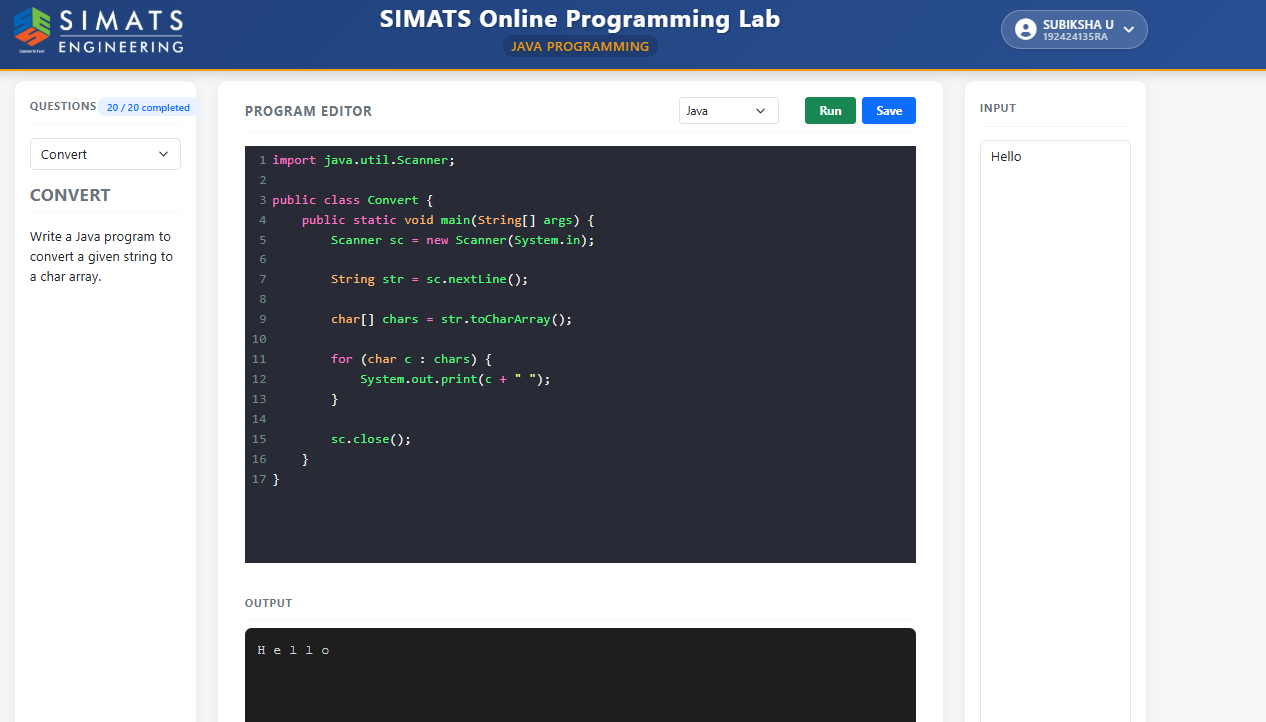 SIMATS
ENGINEERING
Engineer to Excel
SIMATS Online Programming Lab
JAVA PROGRAMMING
SUBIKSHA U
192424135RA
QUESTIONS 20 / 20 completed
Convert
CONVERT
Write a Java program to
convert a given string to
a char array.
PROGRAM EDITOR
Java
Run
Save
1 import java.util.Scanner;
2
3 public class Convert {
4     public static void main(String[] args) {
5         Scanner sc = new Scanner(System.in);
6
7         String str = sc.nextLine();
8
9         char[] chars = str.toCharArray();
10
11         for (char c : chars) {
12             System.out.print(c + " ");
13         }
14
15         sc.close();
16     }
17 }
OUTPUT
H e l l o
INPUT
Hello